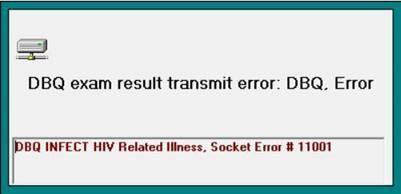 DBQ exam result transmit error: DBQ, Error
DBQ INFECT HIV Related Illness, Socket Error # 11001